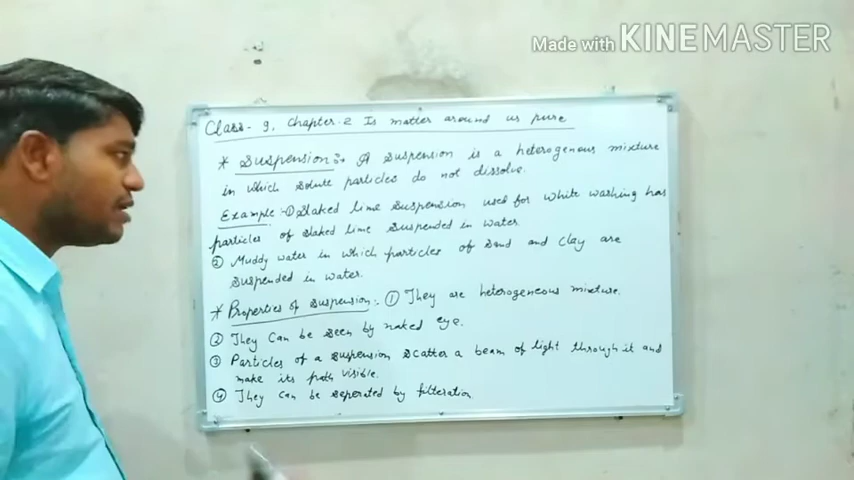 Made with KINEMASTER
Class - 9, Chapter-2 Is matter around us pure
* Suspension :- A suspension is a heterogenous mixture
in which solute particles do not dissolve.
Example :- ① Slaked lime suspension used for white washing has
particles of slaked lime suspended in water.
② Muddy water in which particles of sand and clay are
suspended in water.
* Properties of suspension :- ① They are heterogeneous mixture.
② They can be seen by naked eye.
③ Particles of a suspension scatter a beam of light through it and
make its path visible.
④ They can be seperated by filteration.